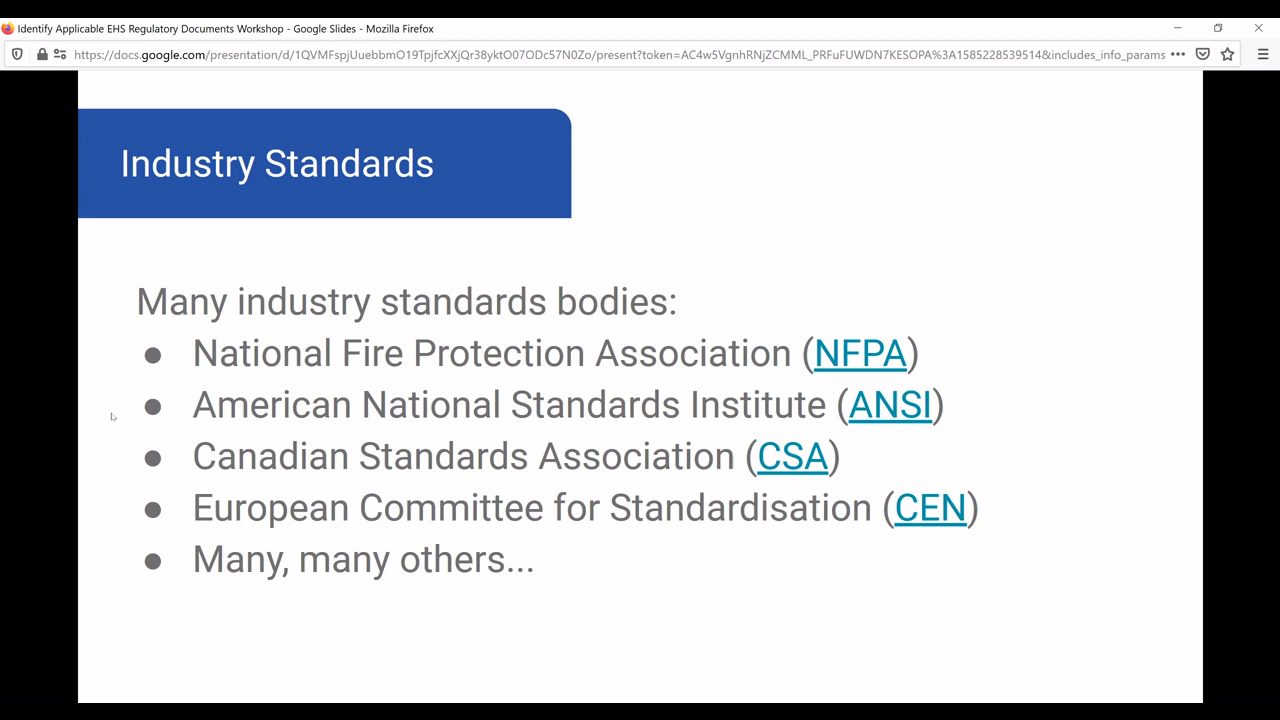 Identify Applicable EHS Regulatory Documents Workshop - Google Slides - Mozilla Firefox
https://docs.google.com/presentation/d/1QVMFspjUuebbmO19TpjfcXXjQr38yktO07ODc57N0Zo/present?token=AC4w5VgnhRNjZCMML_PRFuFUWDN7KESOPA%3A1585228539514&includes_info_params
Industry Standards
Many industry standards bodies:
● National Fire Protection Association (NFPA)
● American National Standards Institute (ANSI)
● Canadian Standards Association (CSA)
● European Committee for Standardisation (CEN)
● Many, many others...